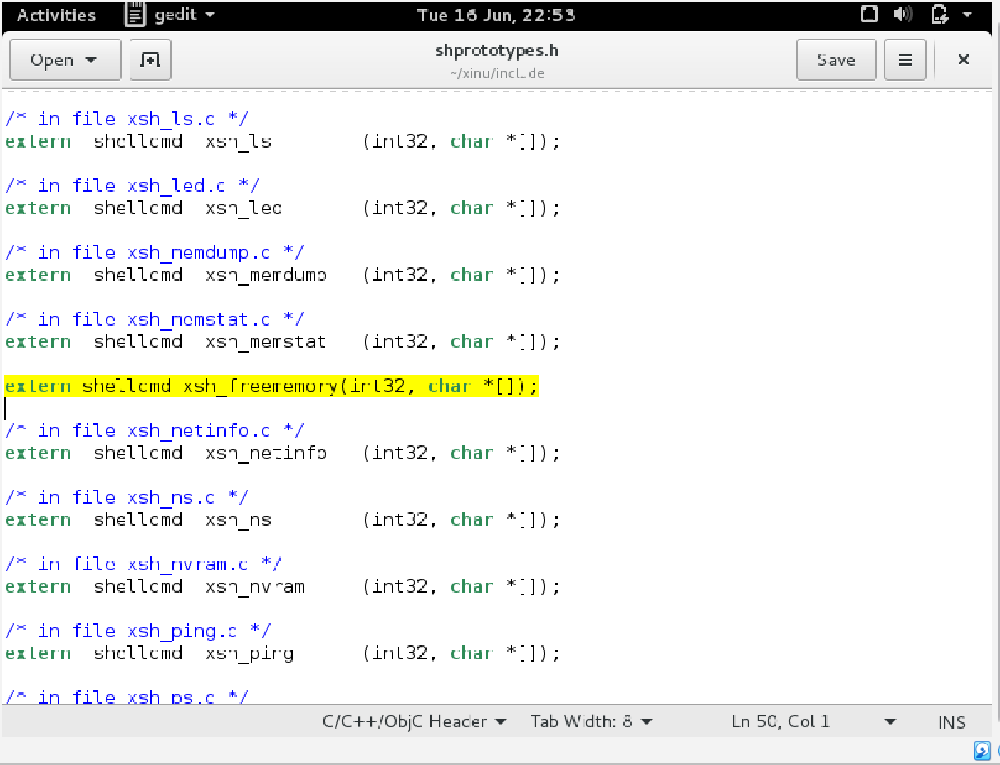 Activities gedit Tue 16 Jun, 22:53
Open shprototypes.h Save
~/xinu/include
/* in file xsh_ls.c */
extern shellcmd xsh_ls (int32, char *[]);
/* in file xsh_led.c */
extern shellcmd xsh_led (int32, char *[]);
/* in file xsh_memdump.c */
extern shellcmd xsh_memdump (int32, char *[]);
/* in file xsh_memstat.c */
extern shellcmd xsh_memstat (int32, char *[]);
extern shellcmd xsh_freememory(int32, char *[]);
/* in file xsh_netinfo.c */
extern shellcmd xsh_netinfo (int32, char *[]);
/* in file xsh_ns.c */
extern shellcmd xsh_ns (int32, char *[]);
/* in file xsh_nvram.c */
extern shellcmd xsh_nvram (int32, char *[]);
/* in file xsh_ping.c */
extern shellcmd xsh_ping (int32, char *[]);
/* in file xsh_ps.c */
C/C++/ObjC Header Tab Width: 8 Ln 50, Col 1 INS